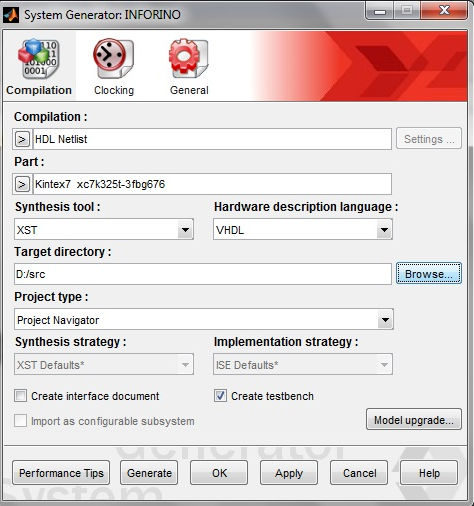 System Generator: INFORINO
Compilation
Clocking
General
Compilation :
> HDL Netlist
Settings ...
Part :
> Kintex7 xc7k325t-3fbg676
Synthesis tool :
Hardware description language :
XST
VHDL
Target directory :
D:/src
Browse...
Project type :
Project Navigator
Synthesis strategy :
Implementation strategy :
XST Defaults*
ISE Defaults*
Create interface document
Create testbench
Import as configurable subsystem
Model upgrade...
Generator
System
Performance Tips
Generate
OK
Apply
Cancel
Help